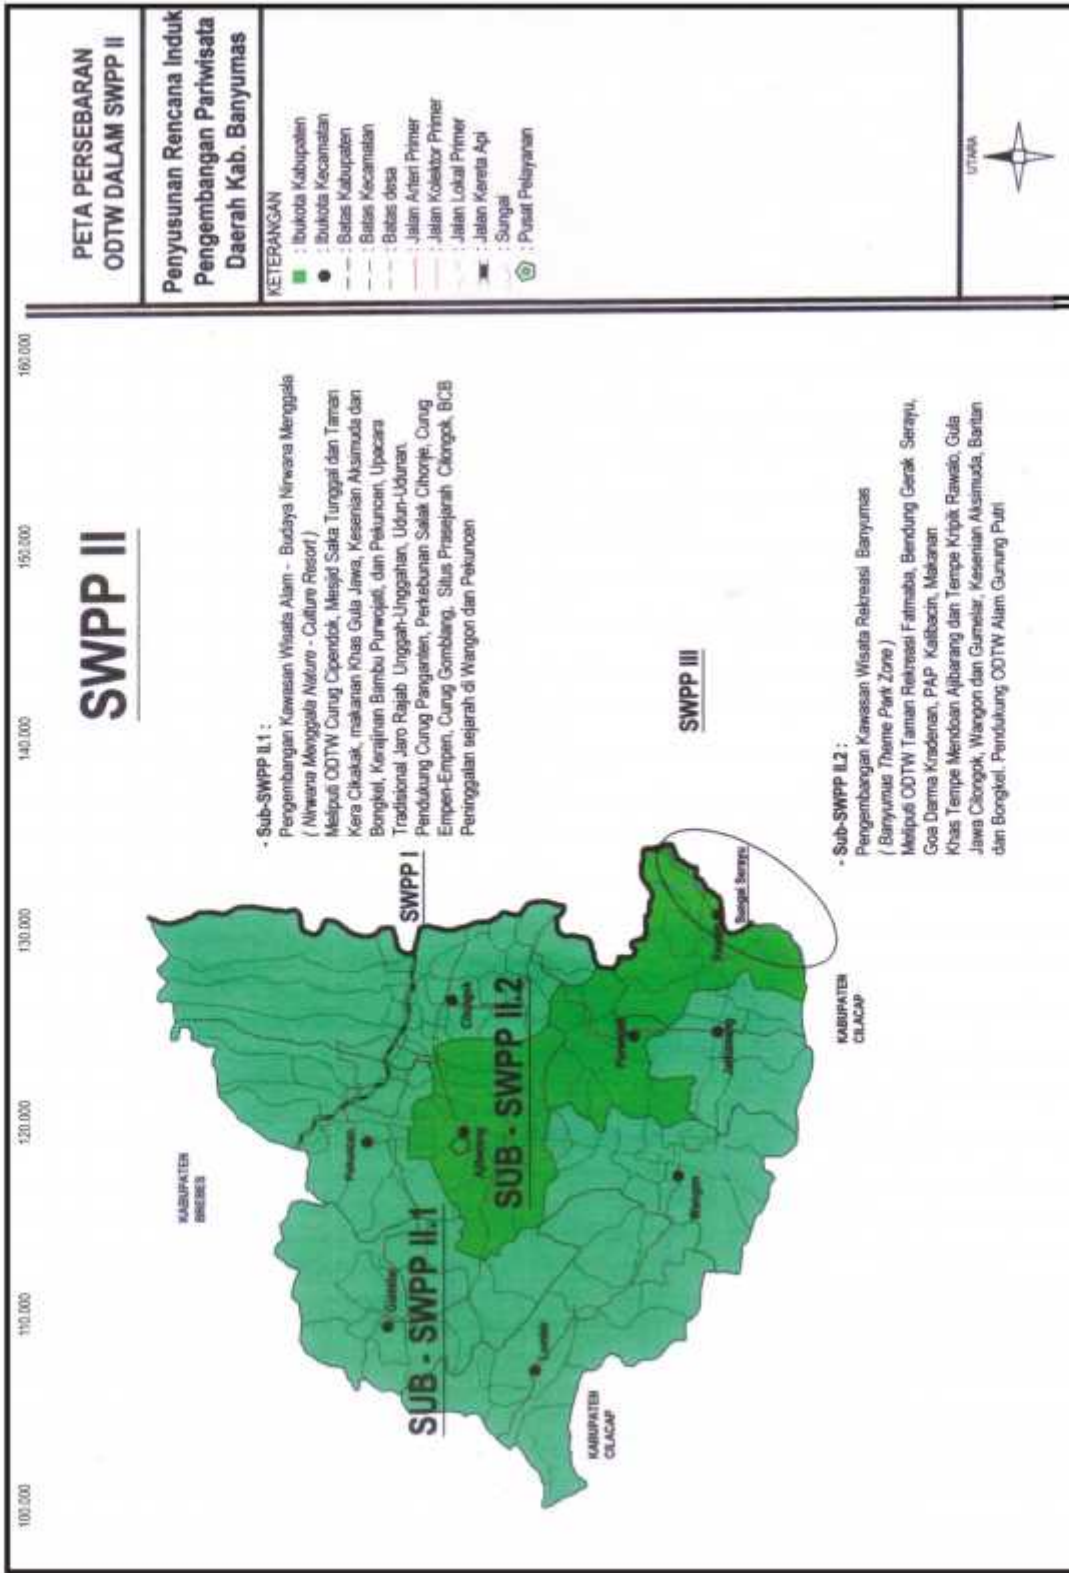 PETA PERSEBARAN
ODTW DALAM SWPP II
Penyusunan Rencana Induk
Pengembangan Pariwisata
Daerah Kab. Banyumas
KETERANGAN
: Ibukota Kabupaten
: Ibukota Kecamatan
: Batas Kabupaten
: Batas Kecamatan
: Batas desa
: Jalan Arteri Primer
: Jalan Kolektor Primer
: Jalan Lokal Primer
: Jalan Kereta Api
: Sungai
: Pusat Pelayanan
UTARA
100.000 110.000 120.000 130.000 140.000 150.000 160.000
SWPP II
- Sub-SWPP II.1 :
Pengembangan Kawasan Wisata Alam - Budaya Nirwana Menggala
( Nirwana Menggala Nature - Culture Resort )
Meliputi ODTW Curug Cipendok, Mesjid Saka Tunggal dan Taman
Kera Cikakak, makanan Khas Gula Jawa, Kesenian Aksimuda dan
Bongkel, Kerajinan Bambu Purwojati, dan Pekuncen, Upacara
Tradisional Jaro Rajab Unggah-Unggahan, Udun-Udunan.
Pendukung Curug Panganten, Perkebunan Salak Cihonje, Curug
Empen-Empen, Curug Gomblang, Situs Prasejarah Cilongok, BCB
Peninggalan sejarah di Wangon dan Pekuncen
SWPP I
SWPP III
- Sub-SWPP II.2 :
Pengembangan Kawasan Wisata Rekreasi Banyumas
( Banyumas Theme Park Zone )
Meliputi ODTW Taman Rekreasi Fatmaba, Bendung Gerak Serayu,
Goa Darma Kradenan, PAP Kalibacin, Makanan
Khas Tempe Mendoan Ajibarang dan Tempe Kripik Rawalo, Gula
Jawa Cilongok, Wangon dan Gumelar, Kesenian Aksimuda, Baritan
dan Bongkel. Pendukung ODTW Alam Gunung Putri
KABUPATEN
BREBES
SUB - SWPP II.1
SUB - SWPP II.2
Gumelar
Pekuncen
Ajibarang
Cilongok
Lumbir
Wangon
Jatilawang
Purwojati
Sungai Serayu
KABUPATEN
CILACAP
KABUPATEN
CILACAP